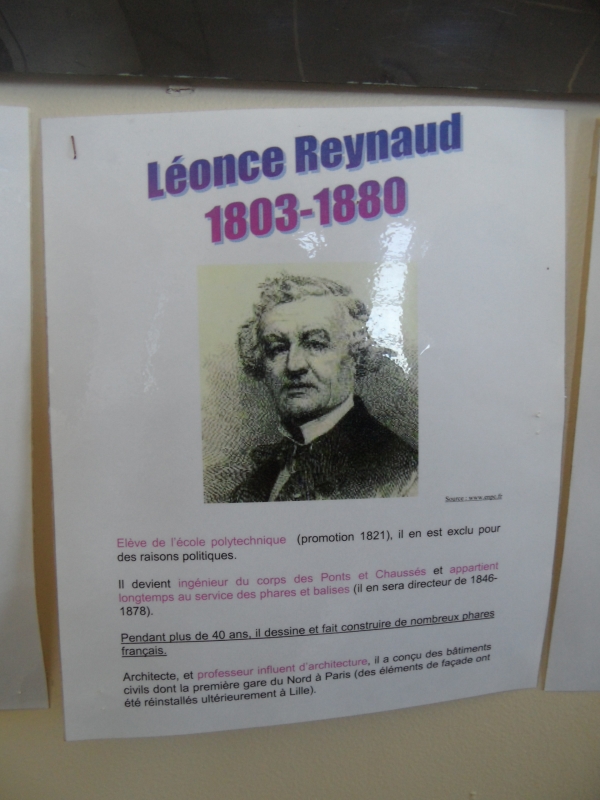 Léonce Reynaud
1803-1880
Source : www.anpc.fr
Elève de l'école polytechnique (promotion 1821), il en est exclu pour
des raisons politiques.
Il devient ingénieur du corps des Ponts et Chaussés et appartient
longtemps au service des phares et balises (il en sera directeur de 1846-
1878).
Pendant plus de 40 ans, il dessine et fait construire de nombreux phares
français.
Architecte, et professeur influent d'architecture, il a conçu des bâtiments
civils dont la première gare du Nord à Paris (des éléments de façade ont
été réinstallés ultérieurement à Lille).